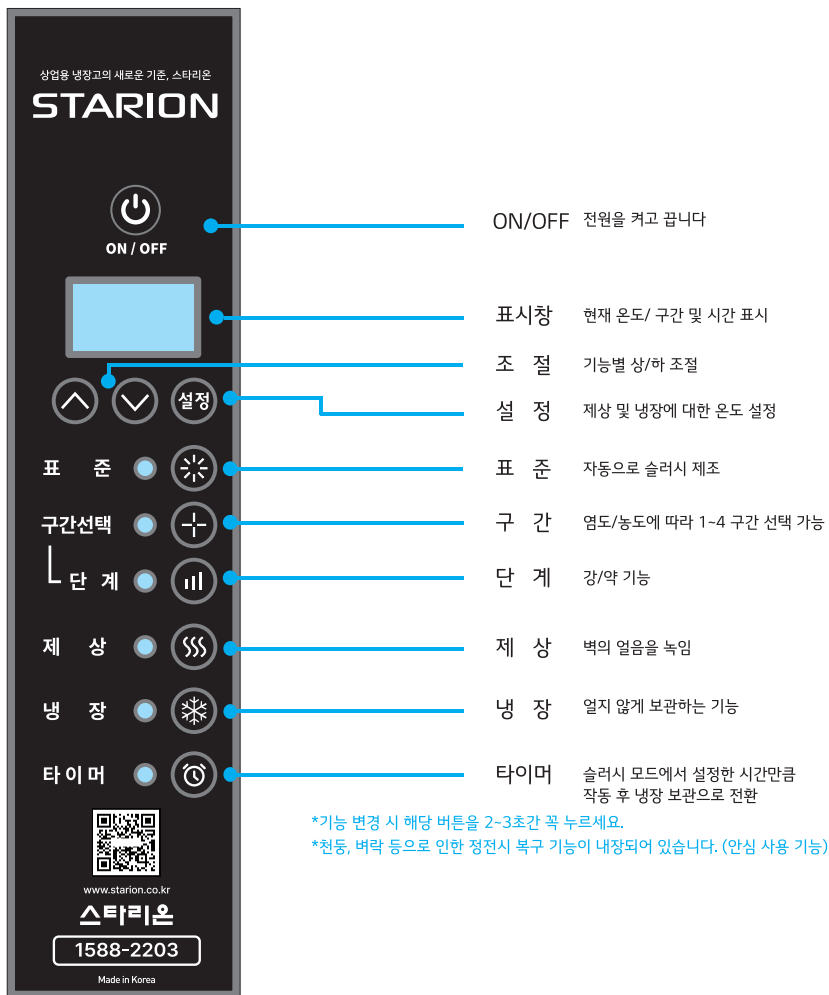 상업용 냉장고의 새로운 기준, 스타리온
STARION
ON / OFF
설정
표 준
구간선택
단 계
제 상
냉 장
타이머
www.starion.co.kr
스타리온
1588-2203
Made in Korea
ON/OFF 전원을 켜고 끕니다
표시창 현재 온도/ 구간 및 시간 표시
조 절 기능별 상/하 조절
설 정 제상 및 냉장에 대한 온도 설정
표 준 자동으로 슬러시 제조
구 간 염도/농도에 따라 1~4 구간 선택 가능
단 계 강/약 기능
제 상 벽의 얼음을 녹임
냉 장 얼지 않게 보관하는 기능
타이머 슬러시 모드에서 설정한 시간만큼
작동 후 냉장 보관으로 전환
*기능 변경 시 해당 버튼을 2~3초간 꼭 누르세요.
*천둥, 벼락 등으로 인한 정전시 복구 기능이 내장되어 있습니다. (안심 사용 기능)